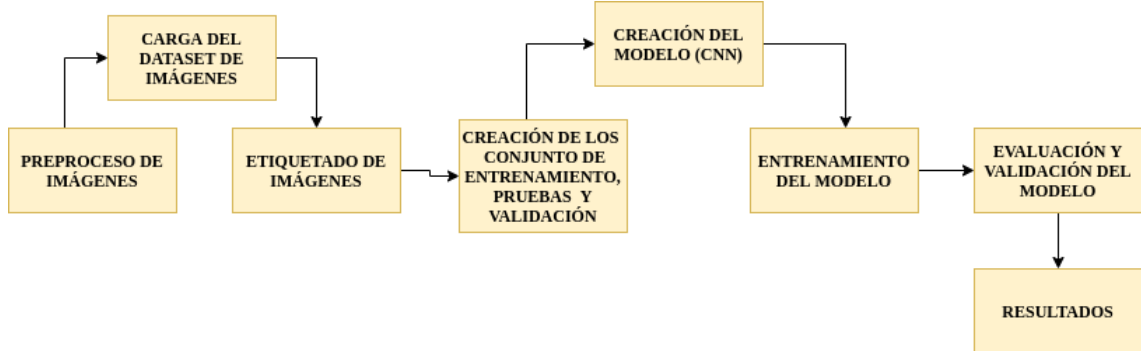 PREPROCESO DE
IMÁGENES
CARGA DEL
DATASET DE
IMÁGENES
ETIQUETADO DE
IMÁGENES
CREACIÓN DE LOS
CONJUNTO DE
ENTRENAMIENTO,
PRUEBAS Y
VALIDACIÓN
CREACIÓN DEL
MODELO (CNN)
ENTRENAMIENTO
DEL MODELO
EVALUACIÓN Y
VALIDACIÓN DEL
MODELO
RESULTADOS